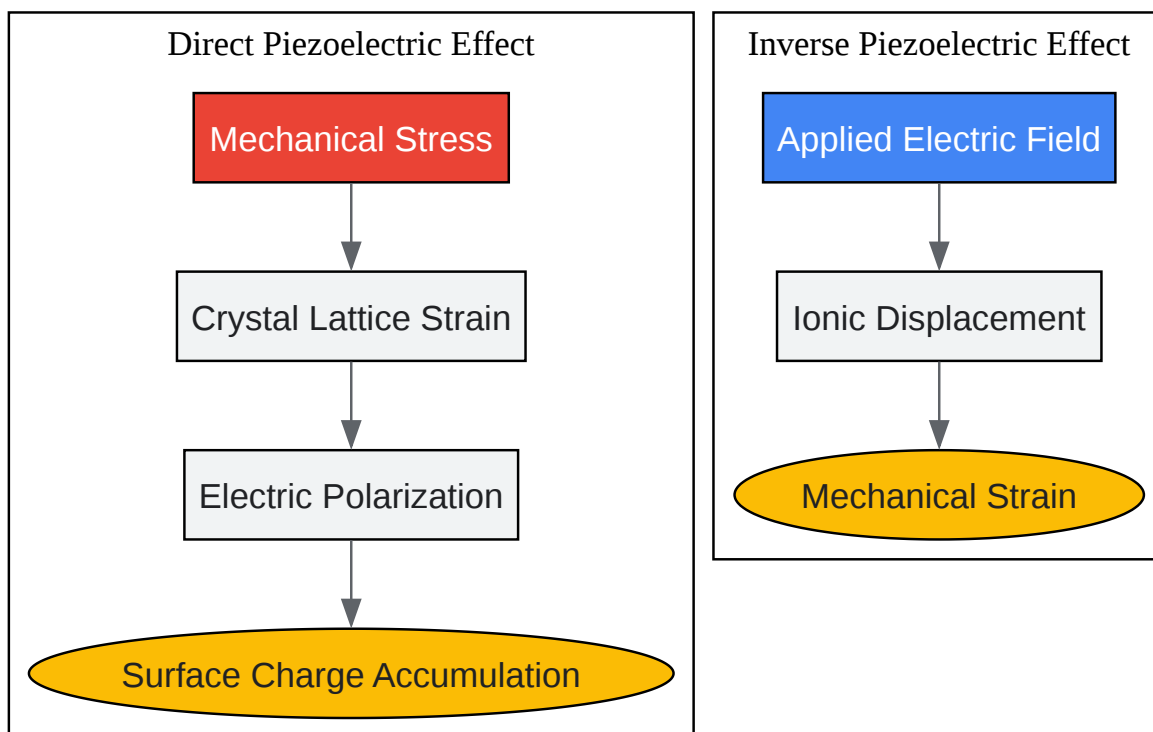 Direct Piezoelectric Effect
Mechanical Stress
Crystal Lattice Strain
Electric Polarization
Surface Charge Accumulation
Inverse Piezoelectric Effect
Applied Electric Field
Ionic Displacement
Mechanical Strain